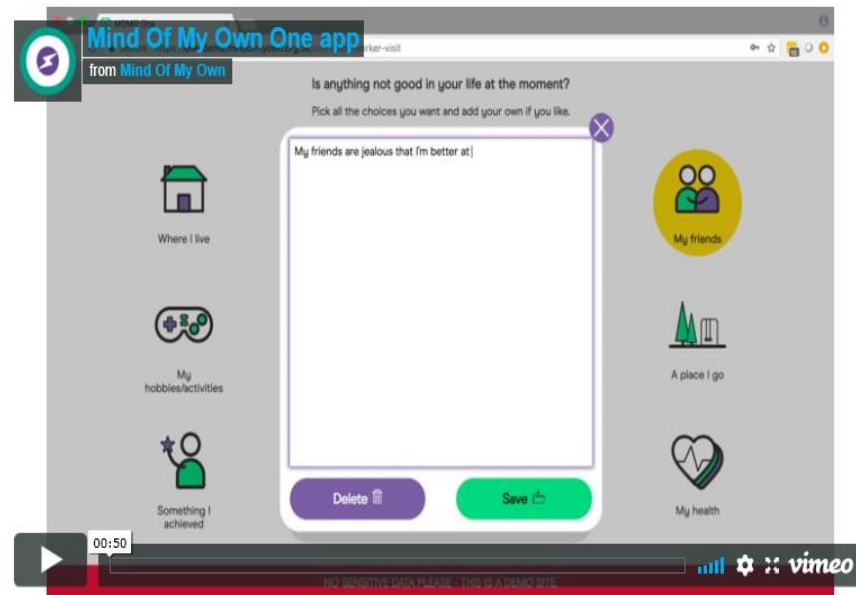 Mind Of My Own One app
from Mind Of My Own
rker-visit
Is anything not good in your life at the moment?
Pick all the choices you want and add your own if you like.
My friends are jealous that I'm better at
Where I live
My friends
My
hobbies/activities
A place I go
Something I
achieved
My health
Delete
Save
00:50
vimeo
NO SENSITIVE DATA PLEASE - THIS IS A DEMO SITE.